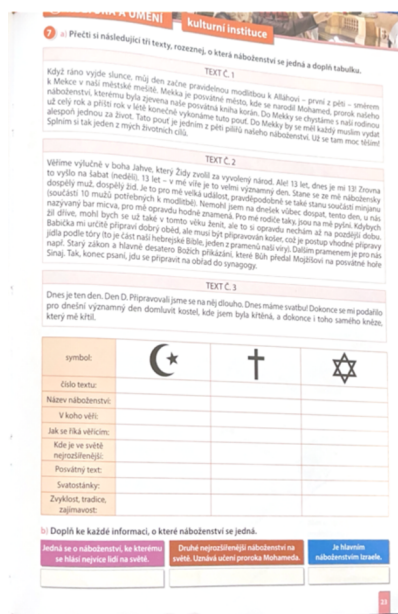 A UMĚNÍ
kulturní instituce
7 a) Přečti si následující tři texty, rozeznej, o která náboženství se jedná a doplň tabulku.
TEXT Č. 1
Když ráno vyjde slunce, můj den začne pravidelnou modlitbou k Alláhovi – první z pěti – směrem
k Mekce v naší městské mešitě. Mekka je posvátné místo, kde se narodil Mohamed, prorok našeho
náboženství, kterému byla zjevena naše posvátná kniha korán. Do Mekky se chystáme s naší rodinou
už celý rok a příští rok v létě konečně vykonáme tuto pouť. Do Mekky by se měl každý muslim vydat
alespoň jednou za život. Tato pouť je jedním z pěti pilířů našeho náboženství. Už se tam moc těším!
Splním si tak jeden z mých životních cílů.
TEXT Č. 2
Věříme výlučně v boha Jahve, který Židy zvolil za vyvolený národ. Ale! 13 let, dnes je mi 13! Zrovna
to vyšlo na šabat (neděli). 13 let – v mé víře je to velmi významný den. Stane se ze mě nábožensky
dospělý muž, dospělý žid. Je to pro mě velká událost, pravděpodobně se také stanu součástí minjanu
(součástí 10 mužů potřebných k modlitbě). Nemohl jsem na dnešek vůbec dospat, tento den, u nás
nazývaný bar micva, pro mě opravdu hodně znamená. Pro mé rodiče taky, jsou na mě pyšní. Kdybych
žil dříve, mohl bych se už také v tomto věku ženit, ale to si opravdu nechám až na pozdější dobu.
Babička mi určitě připraví dobrý oběd, ale musí být připravován košer, což je postup vhodné přípravy
jídla podle tóry (to je část naší hebrejské Bible, jeden z pramenů naší víry). Dalším pramenem je pro nás
např. Starý zákon a hlavně desatero Božích přikázání, které Bůh předal Mojžíšovi na posvátné hoře
Sinaj. Tak, konec psaní, jdu se připravit na obřad do synagogy.
TEXT Č. 3
Dnes je ten den. Den D. Připravovali jsme se na něj dlouho. Dnes máme svatbu! Dokonce se mi podařilo
pro dnešní významný den domluvit kostel, kde jsem byla křtěná, a dokonce i toho samého kněze,
který mě křtil.
symbol:
číslo textu:
Název náboženství:
V koho věří:
Jak se říká věřícím:
Kde je ve světě
nejrozšířenější:
Posvátný text:
Svatostánky:
Zvyklost, tradice,
zajímavost:
b) Doplň ke každé informaci, o které náboženství se jedná.
Jedná se o náboženství, ke kterému
se hlásí nejvíce lidí na světě.
Druhé nejrozšířenější náboženství na
světě. Uznává učení proroka Mohameda.
Je hlavním
náboženstvím Izraele.
33